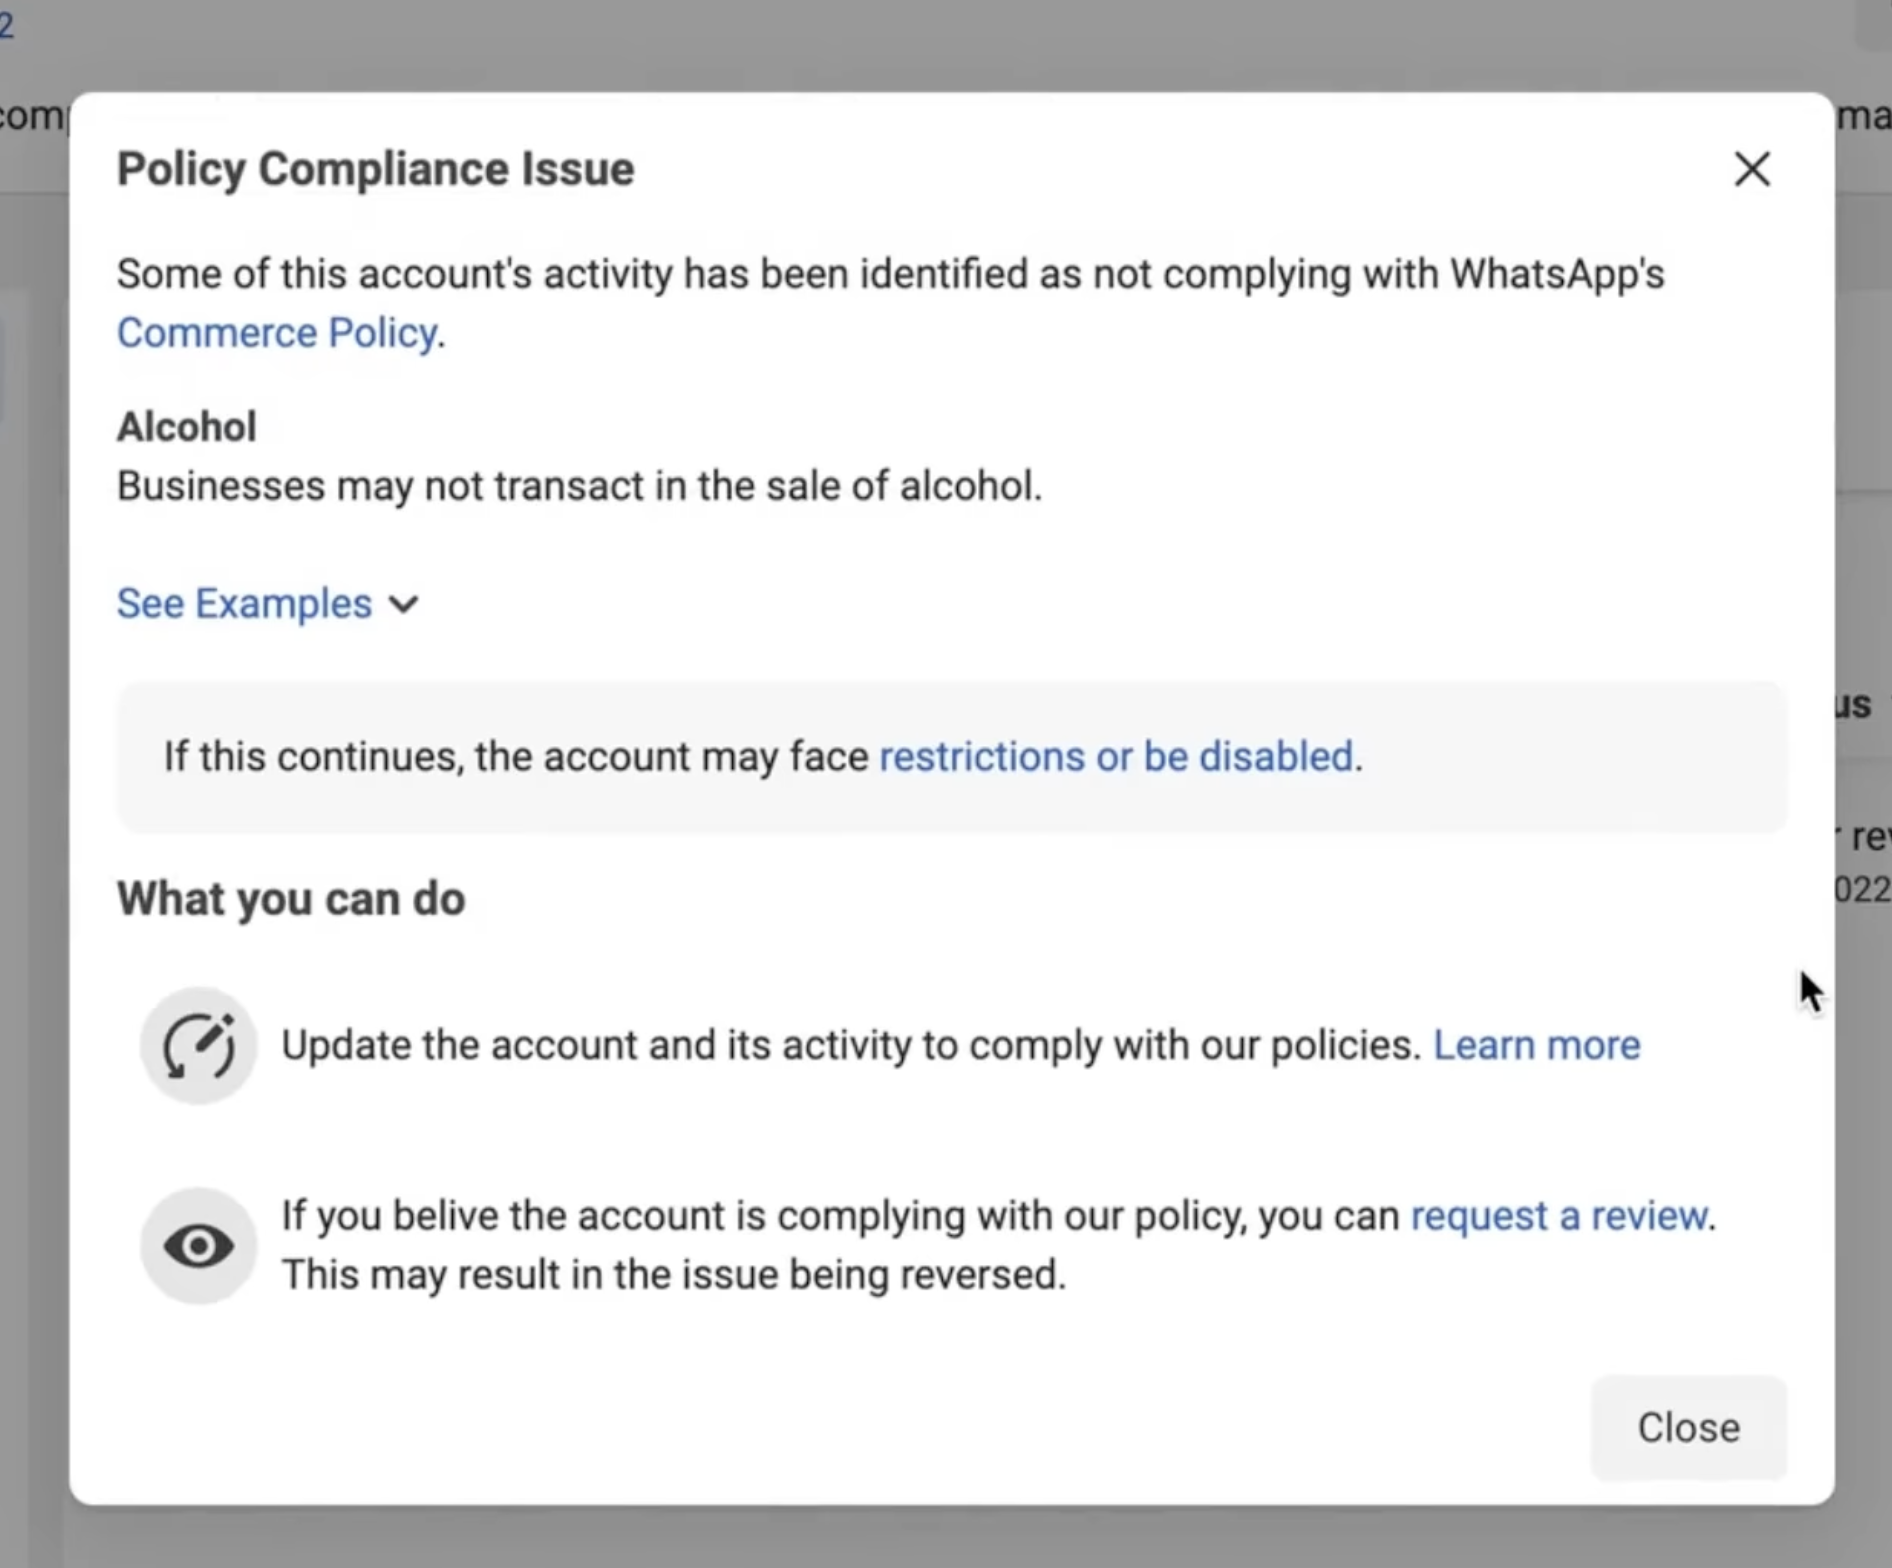 2
com
ma
Policy Compliance Issue
Some of this account's activity has been identified as not complying with WhatsApp's
Commerce Policy.
Alcohol
Businesses may not transact in the sale of alcohol.
See Examples
If this continues, the account may face restrictions or be disabled.
us
What you can do
rev
022
Update the account and its activity to comply with our policies. Learn more
If you belive the account is complying with our policy, you can request a review.
This may result in the issue being reversed.
Close